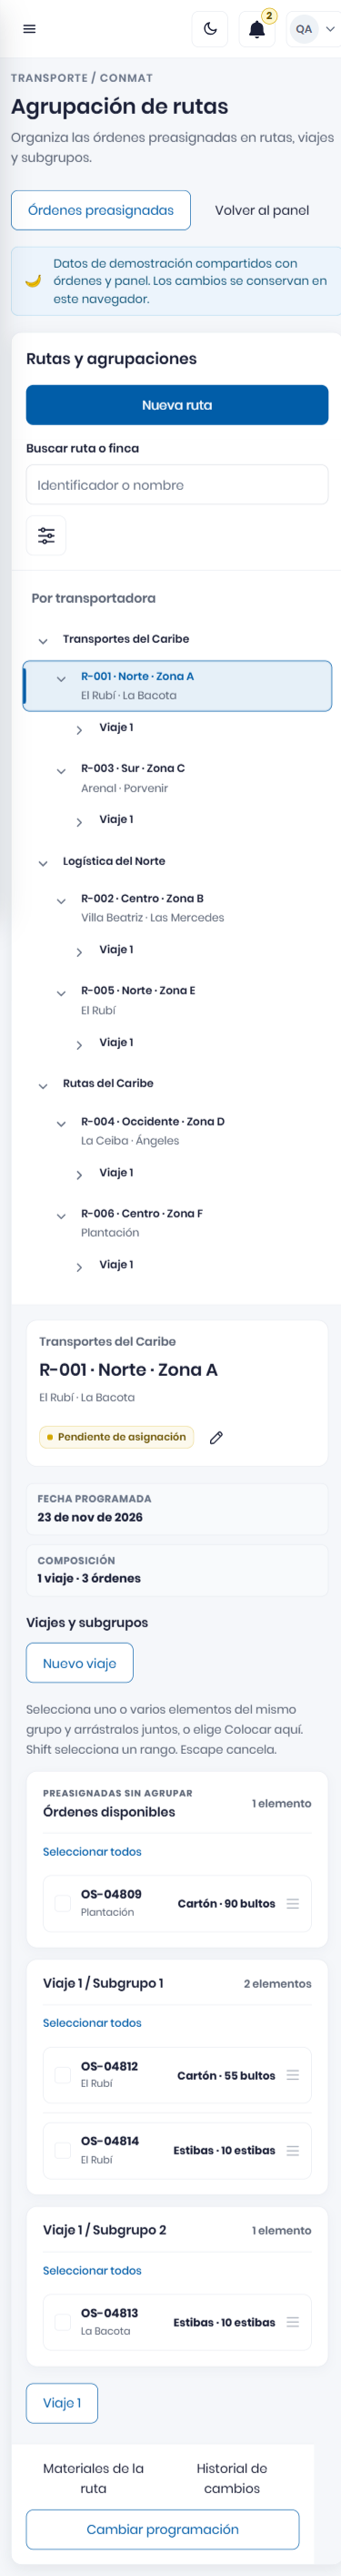 2
QA
TRANSPORTE / CONMAT
Agrupación de rutas
Organiza las órdenes preasignadas en rutas, viajes
y subgrupos.
Órdenes preasignadas
Volver al panel
Datos de demostración compartidos con
órdenes y panel. Los cambios se conservan en
este navegador.
Rutas y agrupaciones
Nueva ruta
Buscar ruta o finca
Identificador o nombre
Por transportadora
Transportes del Caribe
R-001 · Norte · Zona A
El Rubí · La Bacota
Viaje 1
R-003 · Sur · Zona C
Arenal · Porvenir
Viaje 1
Logística del Norte
R-002 · Centro · Zona B
Villa Beatriz · Las Mercedes
Viaje 1
R-005 · Norte · Zona E
El Rubí
Viaje 1
Rutas del Caribe
R-004 · Occidente · Zona D
La Ceiba · Ángeles
Viaje 1
R-006 · Centro · Zona F
Plantación
Viaje 1
Transportes del Caribe
R-001 · Norte · Zona A
El Rubí · La Bacota
Pendiente de asignación
FECHA PROGRAMADA
23 de nov de 2026
COMPOSICIÓN
1 viaje · 3 órdenes
Viajes y subgrupos
Nuevo viaje
Selecciona uno o varios elementos del mismo
grupo y arrástralos juntos, o elige Colocar aquí.
Shift selecciona un rango. Escape cancela.
PREASIGNADAS SIN AGRUPAR
Órdenes disponibles
1 elemento
Seleccionar todos
OS-04809
Plantación
Cartón · 90 bultos
Viaje 1 / Subgrupo 1
2 elementos
Seleccionar todos
OS-04812
El Rubí
Cartón · 55 bultos
OS-04814
El Rubí
Estibas · 10 estibas
Viaje 1 / Subgrupo 2
1 elemento
Seleccionar todos
OS-04813
La Bacota
Estibas · 10 estibas
Viaje 1
Materiales de la
ruta
Historial de
cambios
Cambiar programación